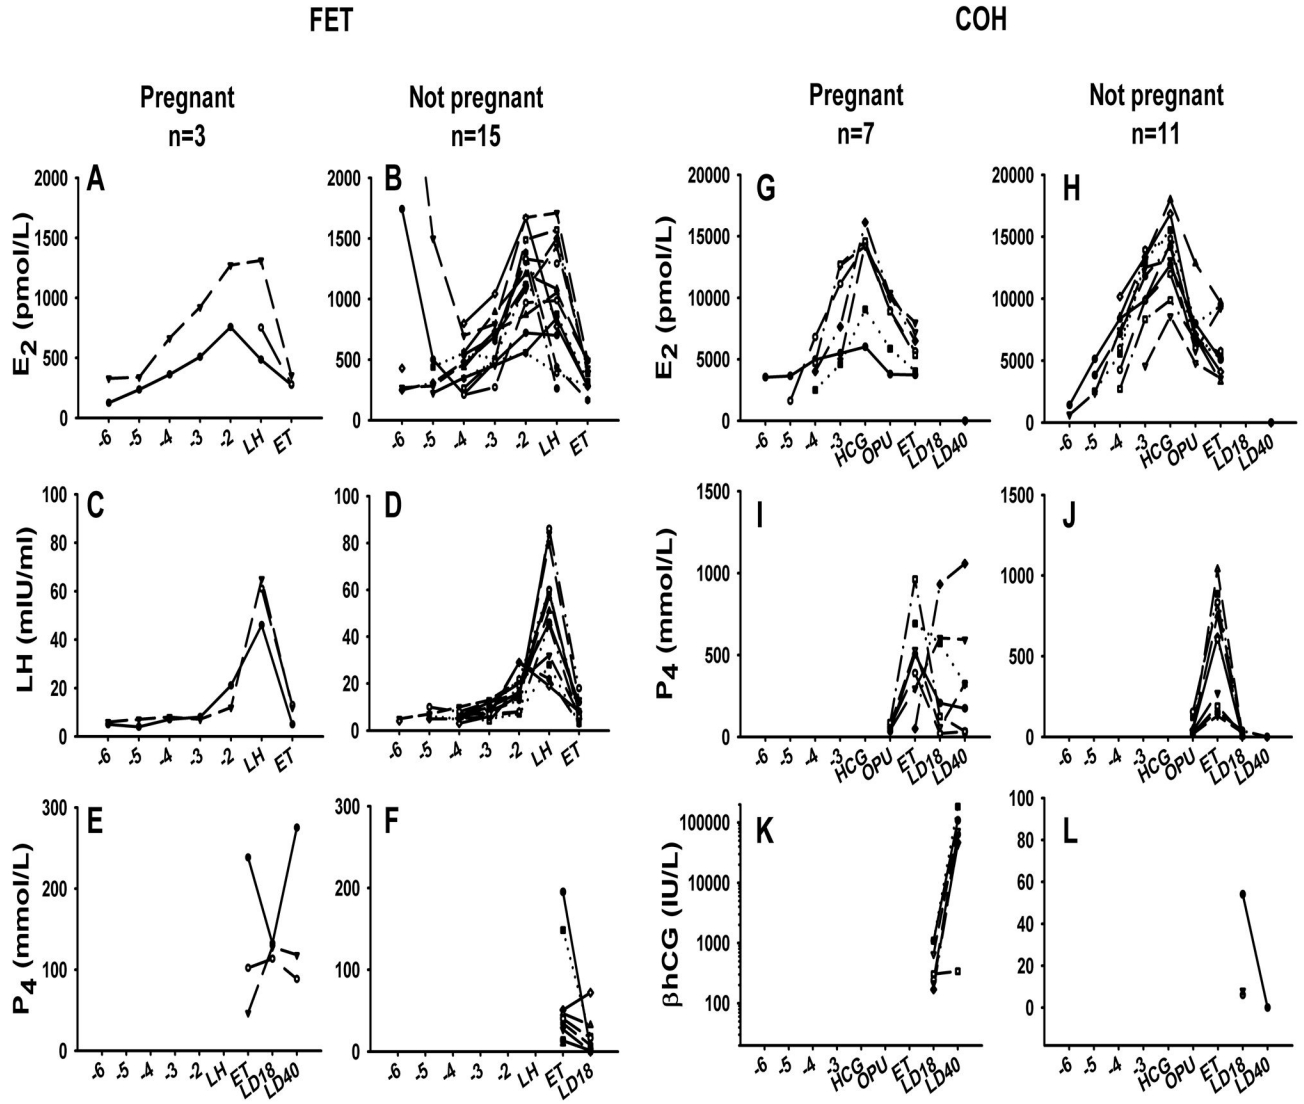 FET
COH
Pregnant
n=3
Not pregnant
n=15
Pregnant
n=7
Not pregnant
n=11
A
E2 (pmol/L)
2000
1500
1000
500
0
-6 -5 -4 -3 -2 LH ET
B
2000
1500
1000
500
0
-6 -5 -4 -3 -2 LH ET
G
E2 (pmol/L)
20000
15000
10000
5000
0
-6 -5 -4 -3 HCG OPU ET LD18 LD40
H
20000
15000
10000
5000
0
-6 -5 -4 -3 HCG OPU ET LD18 LD40
C
LH (mIU/ml)
100
80
60
40
20
0
-6 -5 -4 -3 -2 LH ET
D
100
80
60
40
20
0
-6 -5 -4 -3 -2 LH ET
I
P4 (mmol/L)
1500
1000
500
0
-6 -5 -4 -3 HCG OPU ET LD18 LD40
J
1500
1000
500
0
-6 -5 -4 -3 HCG OPU ET LD18 LD40
E
P4 (mmol/L)
300
200
100
0
-6 -5 -4 -3 -2 LH ET LD18 LD40
F
300
200
100
0
-6 -5 -4 -3 -2 LH ET LD18
K
βhCG (IU/L)
100000
10000
1000
100
-6 -5 -4 -3 HCG OPU ET LD18 LD40
L
100
80
60
40
20
0
-6 -5 -4 -3 HCG OPU ET LD18 LD40